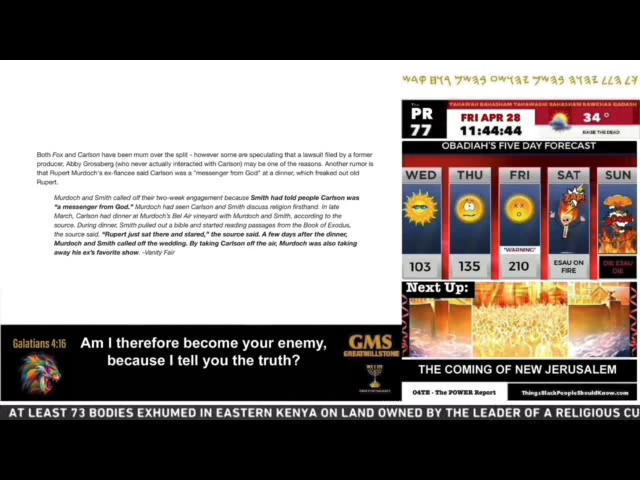 Both Fox and Carlson have been mum over the split - however some are speculating that a lawsuit filed by a former
producer, Abby Grossberg (who never actually interacted with Carlson) may be one of the reasons. Another rumor is
that Rupert Murdoch's ex-fiancee said Carlson was a "messenger from God" at a dinner, which freaked out old
Rupert.
Murdoch and Smith called off their two-week engagement because Smith had told people Carlson was
"a messenger from God." Murdoch had seen Carlson and Smith discuss religion firsthand. In late
March, Carlson had dinner at Murdoch's Bel Air vineyard with Murdoch and Smith, according to the
source. During dinner, Smith pulled out a bible and started reading passages from the Book of Exodus,
the source said. "Rupert just sat there and stared," the source said. A few days after the dinner,
Murdoch and Smith called off the wedding. By taking Carlson off the air, Murdoch was also taking
away his ex's favorite show. -Vanity Fair
The
PR
77
TAHAWAH BAHASHAM TAHAWASHI BAHASHAM RAWCHAA QADASH
FRI APR 28
11:44:44
34°
RAISE THE DEAD
OBADIAH'S FIVE DAY FORECAST
WED
THU
FRI
SAT
SUN
"WARNING"
103
135
210
ESAU ON
FIRE
DIE ESAU
DIE
Next Up:
THE COMING OF NEW JERUSALEM
O4TE - The POWER Report
ThingsBlackPeopleShouldKnow.com
Galatians 4:16
Am I therefore become your enemy,
because I tell you the truth?
GMS
GREATMILLSTONE
AT LEAST 73 BODIES EXHUMED IN EASTERN KENYA ON LAND OWNED BY THE LEADER OF A RELIGIOUS CU